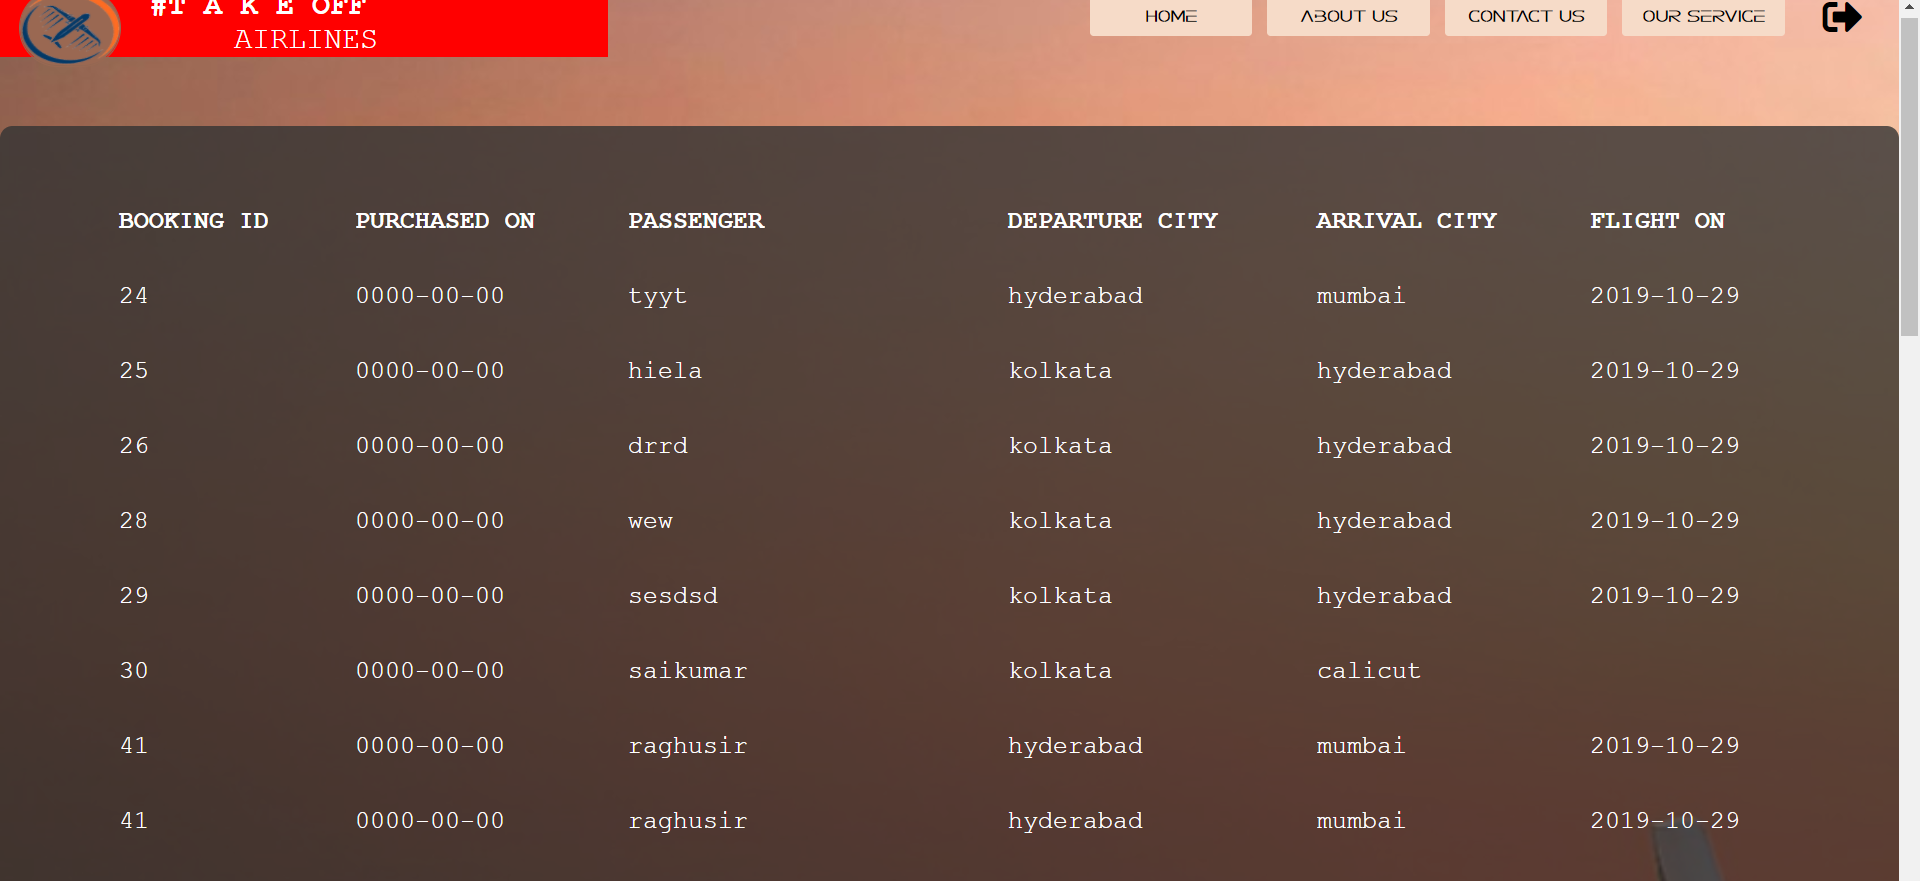 #T A K E OFF
AIRLINES
HOME ABOUT US CONTACT US OUR SERVICE
BOOKING ID PURCHASED ON PASSENGER DEPARTURE CITY ARRIVAL CITY FLIGHT ON
24 0000-00-00 tyyt hyderabad mumbai 2019-10-29
25 0000-00-00 hiela kolkata hyderabad 2019-10-29
26 0000-00-00 drrd kolkata hyderabad 2019-10-29
28 0000-00-00 wew kolkata hyderabad 2019-10-29
29 0000-00-00 sesdsd kolkata hyderabad 2019-10-29
30 0000-00-00 saikumar kolkata calicut
41 0000-00-00 raghusir hyderabad mumbai 2019-10-29
41 0000-00-00 raghusir hyderabad mumbai 2019-10-29